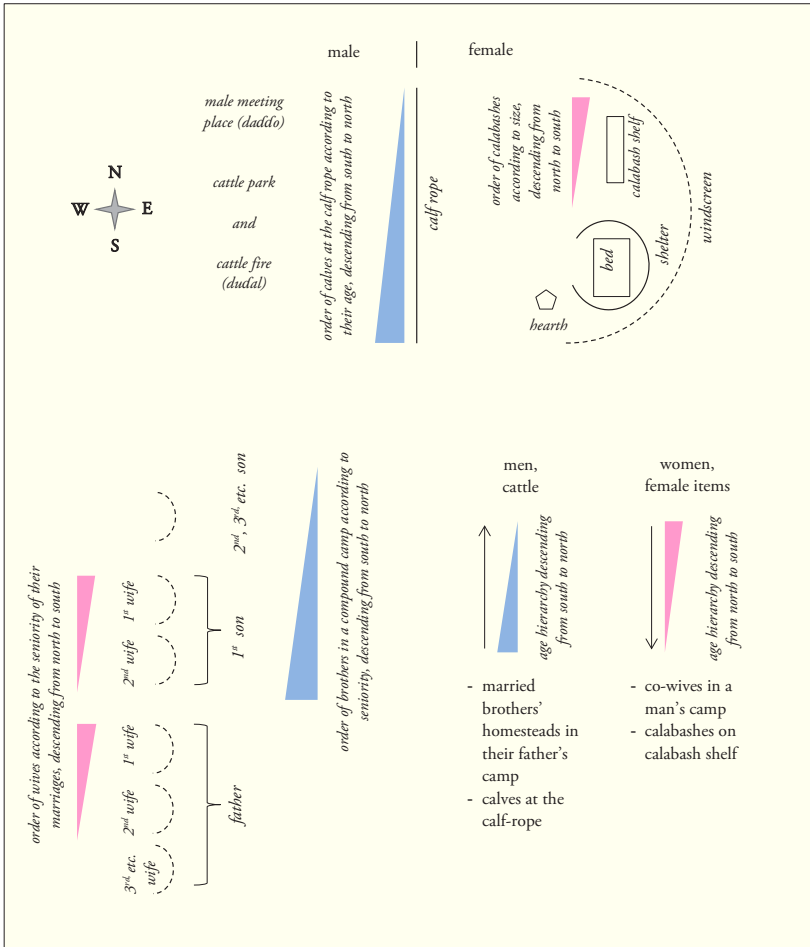 male
female
male meeting
place (daɗɗo)
cattle park
and
cattle fire
(duɗal)
N
W
E
S
order of calves at the calf rope according to
their age, descending from south to north
calf rope
order of calabashes
according to size,
descending from
north to south
calabash shelf
windscreen
shelter
bed
hearth
order of wives according to the seniority of their
marriages, descending from north to south
2nd, 3rd, etc. son
1st wife
2nd wife
1st son
1st wife
2nd wife
3rd, etc.
wife
father
order of brothers in a compound camp according to
seniority, descending from south to north
men,
cattle
age hierarchy descending
from south to north
- married
brothers'
homesteads in
their father's
camp
- calves at the
calf-rope
women,
female items
age hierarchy descending
from north to south
- co-wives in a
man's camp
- calabashes on
calabash shelf